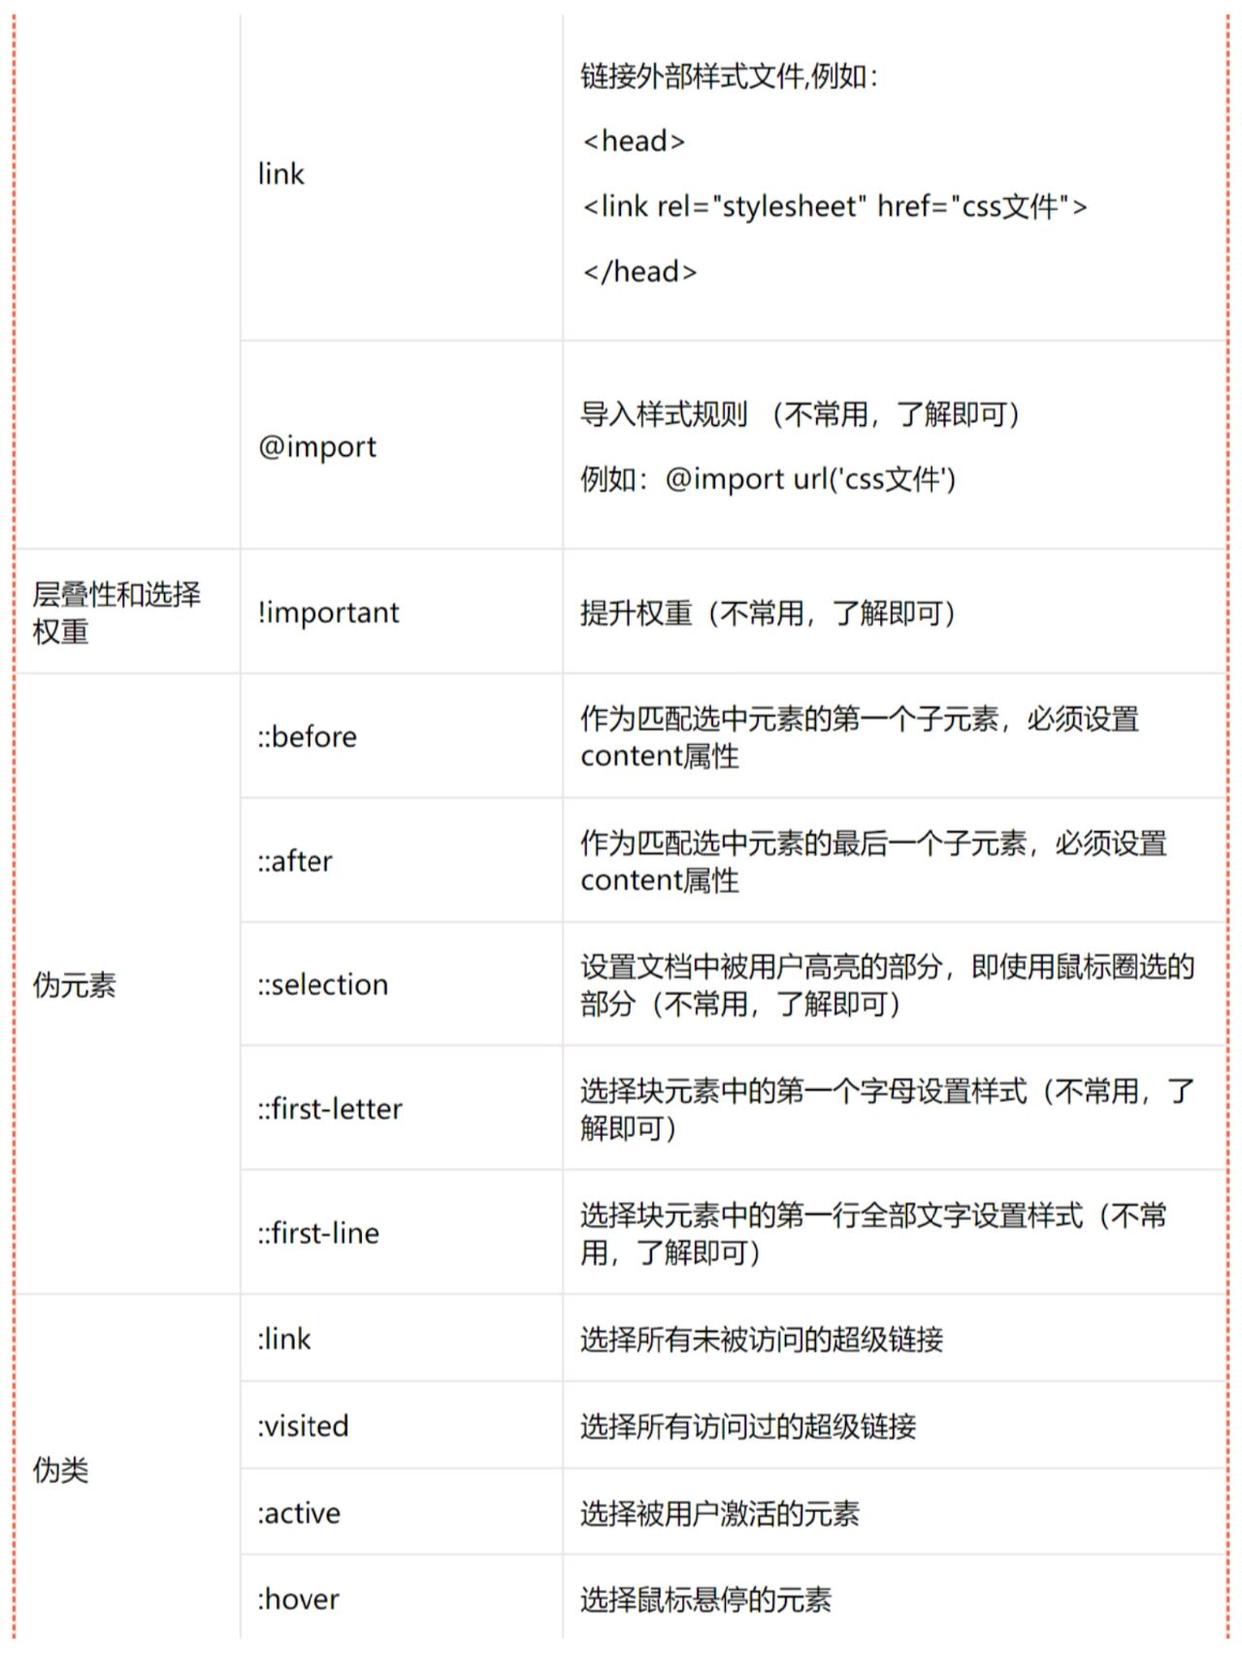 link
链接外部样式文件,例如：
<head>
<link rel="stylesheet" href="css文件">
</head>
@import
导入样式规则 （不常用，了解即可）
例如：@import url('css文件')
层叠性和选择
权重
!important
提升权重（不常用，了解即可）
伪元素
::before
作为匹配选中元素的第一个子元素，必须设置
content属性
::after
作为匹配选中元素的最后一个子元素，必须设置
content属性
::selection
设置文档中被用户高亮的部分，即使用鼠标圈选的
部分（不常用，了解即可）
::first-letter
选择块元素中的第一个字母设置样式（不常用，了
解即可）
::first-line
选择块元素中的第一行全部文字设置样式（不常
用，了解即可）
伪类
:link
选择所有未被访问的超级链接
:visited
选择所有访问过的超级链接
:active
选择被用户激活的元素
:hover
选择鼠标悬停的元素